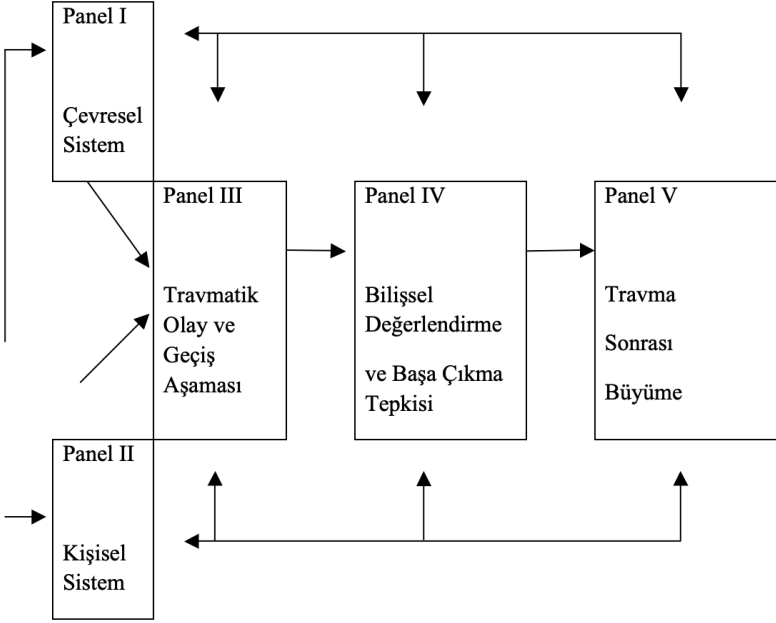 Panel I
Çevresel
Sistem
Panel III
Travmatik
Olay ve
Geçiş
Aşaması
Panel IV
Bilişsel
Değerlendirme
ve Başa Çıkma
Tepkisi
Panel V
Travma
Sonrası
Büyüme
Panel II
Kişisel
Sistem